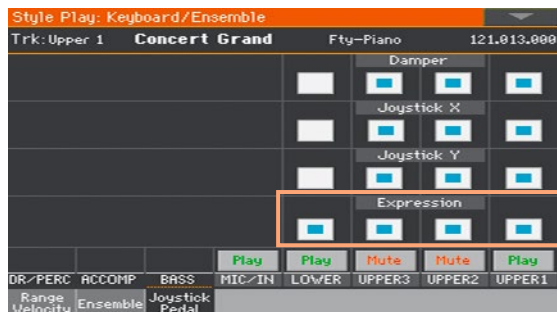 Style Play: Keyboard/Ensemble
Trk:Upper 1 Concert Grand Fty-Piano 121.013.000
Damper
Joystick X
Joystick Y
Expression
Play Play Mute Mute Play
DR/PERC ACCOMP BASS MIC/IN LOWER UPPER3 UPPER2 UPPER1
Range Ensemble Joystick
Velocity Pedal